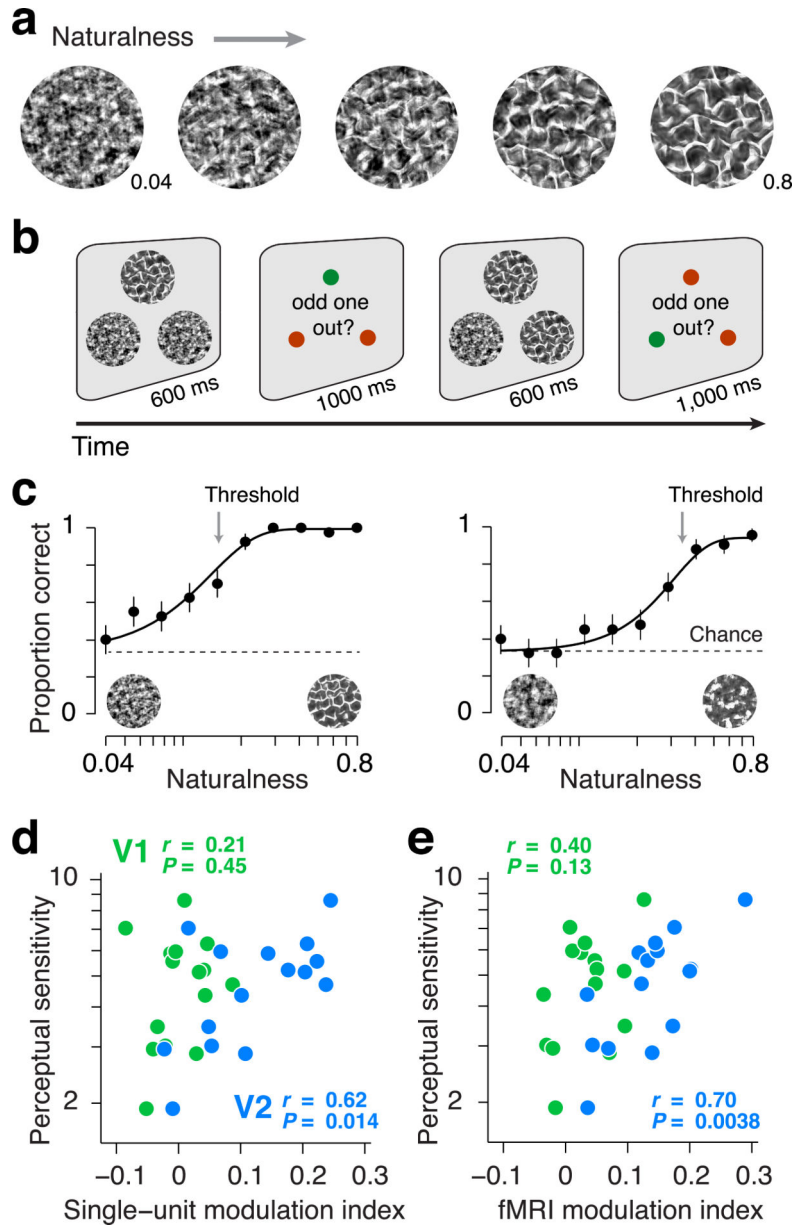 a
Naturalness
0.04
0.8
b
odd one
out?
odd one
out?
600 ms
1000 ms
600 ms
1,000 ms
Time
c
Threshold
Threshold
1
1
Proportion correct
Chance
0
0
0.04
0.8
0.04
0.8
Naturalness
Naturalness
d
V1
r = 0.21
P = 0.45
e
r = 0.40
P = 0.13
10
10
Perceptual sensitivity
Perceptual sensitivity
V2
r = 0.62
P = 0.014
r = 0.70
P = 0.0038
2
2
−0.1 0 0.1 0.2 0.3
−0.1 0 0.1 0.2 0.3
Single−unit modulation index
fMRI modulation index